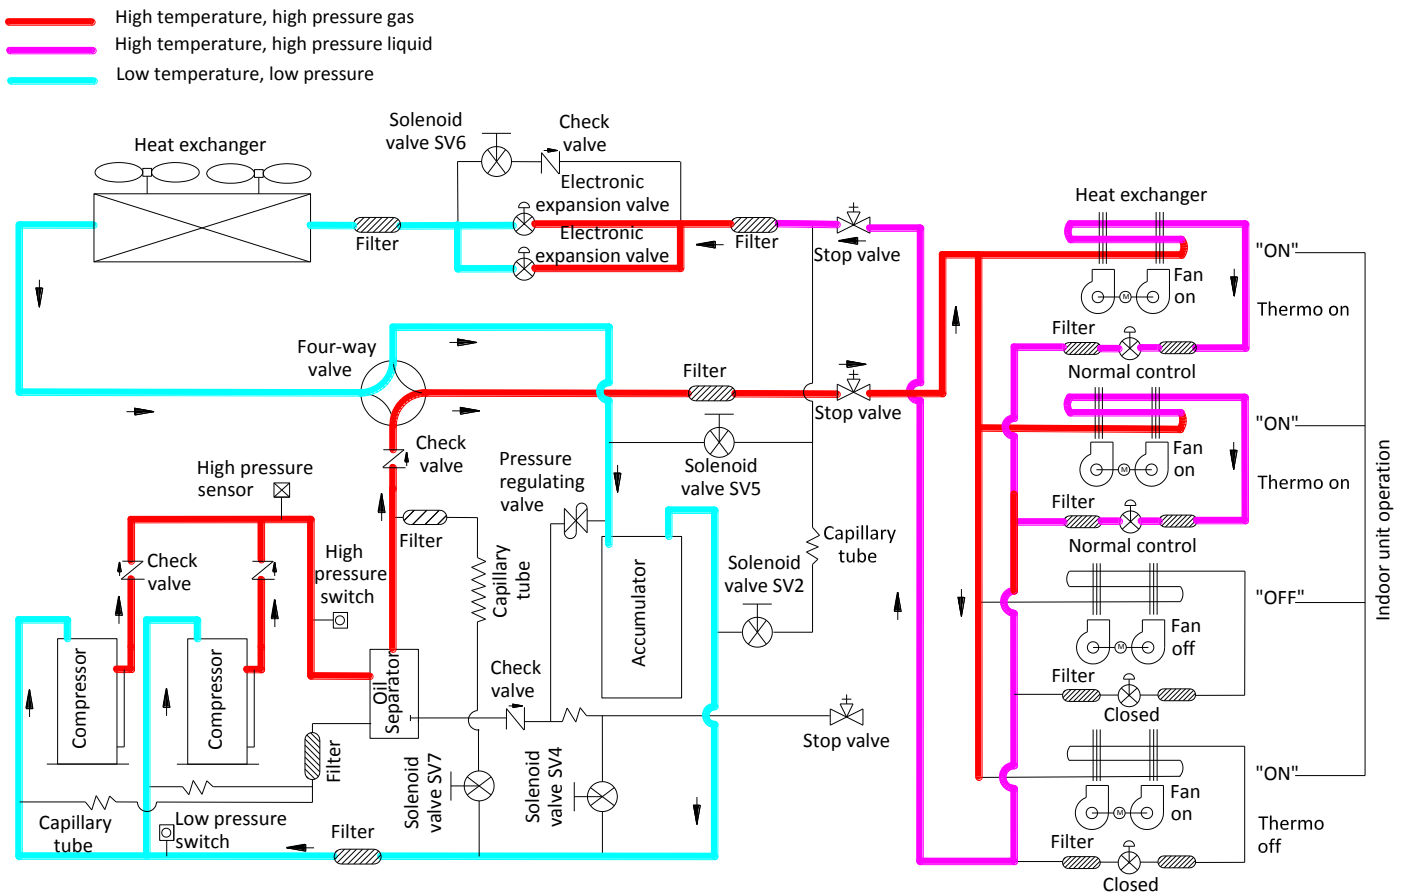 High temperature, high pressure gas
High temperature, high pressure liquid
Low temperature, low pressure
Heat exchanger
Solenoid
valve SV6
Check
valve
Electronic
expansion valve
Electronic
expansion valve
Filter
Filter
Stop valve
Heat exchanger
"ON"
Fan
on
M
Thermo on
Filter
Normal control
Four-way
valve
Filter
Stop valve
"ON"
Fan
on
M
Thermo on
Filter
Normal control
Check
valve
Solenoid
valve SV5
High pressure
sensor
Pressure
regulating
valve
Filter
Capillary
tube
Check
valve
High
pressure
switch
Capillary
tube
Solenoid
valve SV2
Accumulator
"OFF"
Fan
off
M
Filter
Closed
Indoor unit operation
Compressor
Compressor
Oil
Separator
Check
valve
Stop valve
Filter
Solenoid
valve SV7
Solenoid
valve SV4
Capillary
tube
Low pressure
switch
Filter
"ON"
Fan
on
M
Thermo
off
Filter
Closed